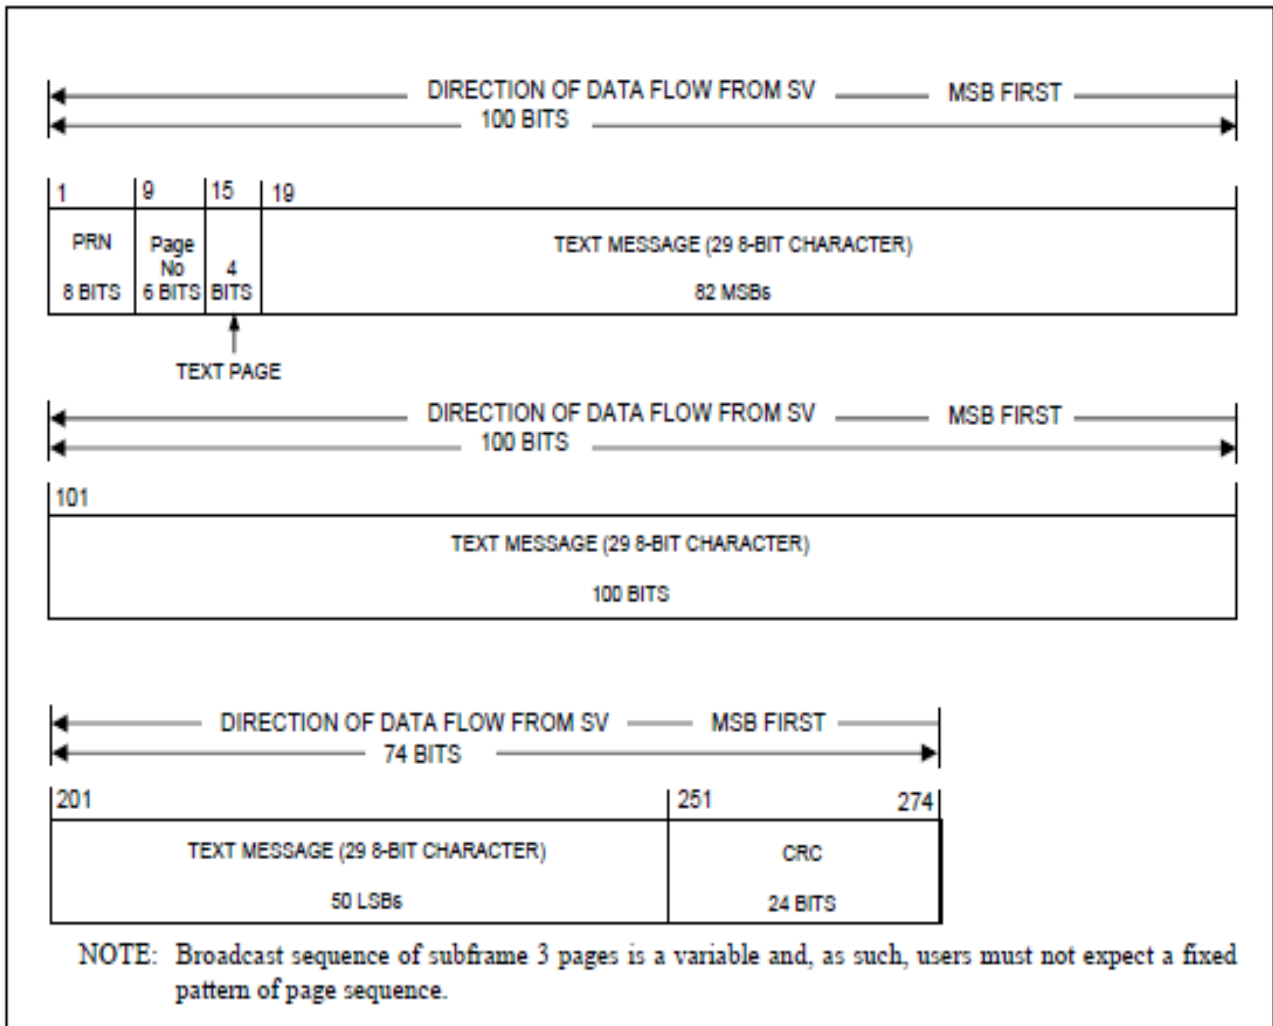 DIRECTION OF DATA FLOW FROM SV MSB FIRST
100 BITS
1 9 15 19
PRN
8 BITS
Page
No
6 BITS
4
BITS
TEXT MESSAGE (29 8-BIT CHARACTER)
82 MSBs
TEXT PAGE
DIRECTION OF DATA FLOW FROM SV MSB FIRST
100 BITS
101
TEXT MESSAGE (29 8-BIT CHARACTER)
100 BITS
DIRECTION OF DATA FLOW FROM SV MSB FIRST
74 BITS
201 251 274
TEXT MESSAGE (29 8-BIT CHARACTER)
50 LSBs
CRC
24 BITS
NOTE: Broadcast sequence of subframe 3 pages is a variable and, as such, users must not expect a fixed
pattern of page sequence.